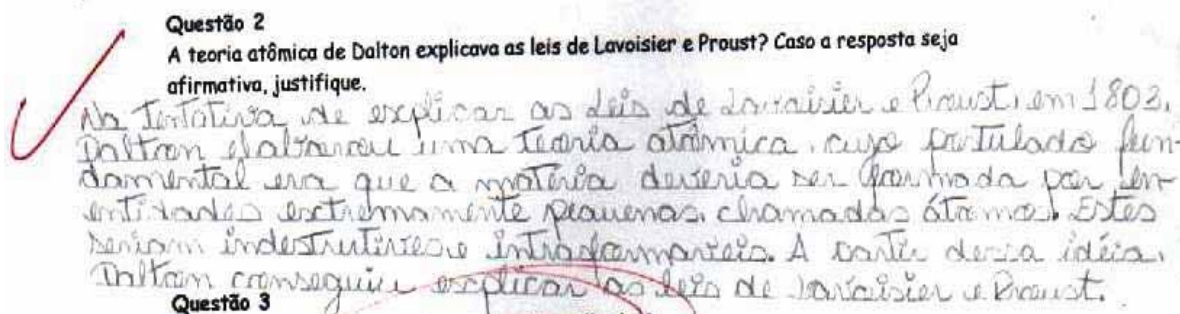 Questão 2
A teoria atômica de Dalton explicava as leis de Lavoisier e Proust? Caso a resposta seja
afirmativa, justifique.
Na Tentativa de explicar as Leis de Lavoisier e Proust, em 1803,
Daltron elaborou uma Teoria atômica, cujo postulado fun-
damental era que a matéria deveria ser formada por en-
entidades extremamente pequenas, chamadas átomos. Estes
seriam indestrutíveis e intransformáveis. A partir dessa idéia,
Daltron conseguiu explicar as leis de Lavoisier e Proust.
Questão 3